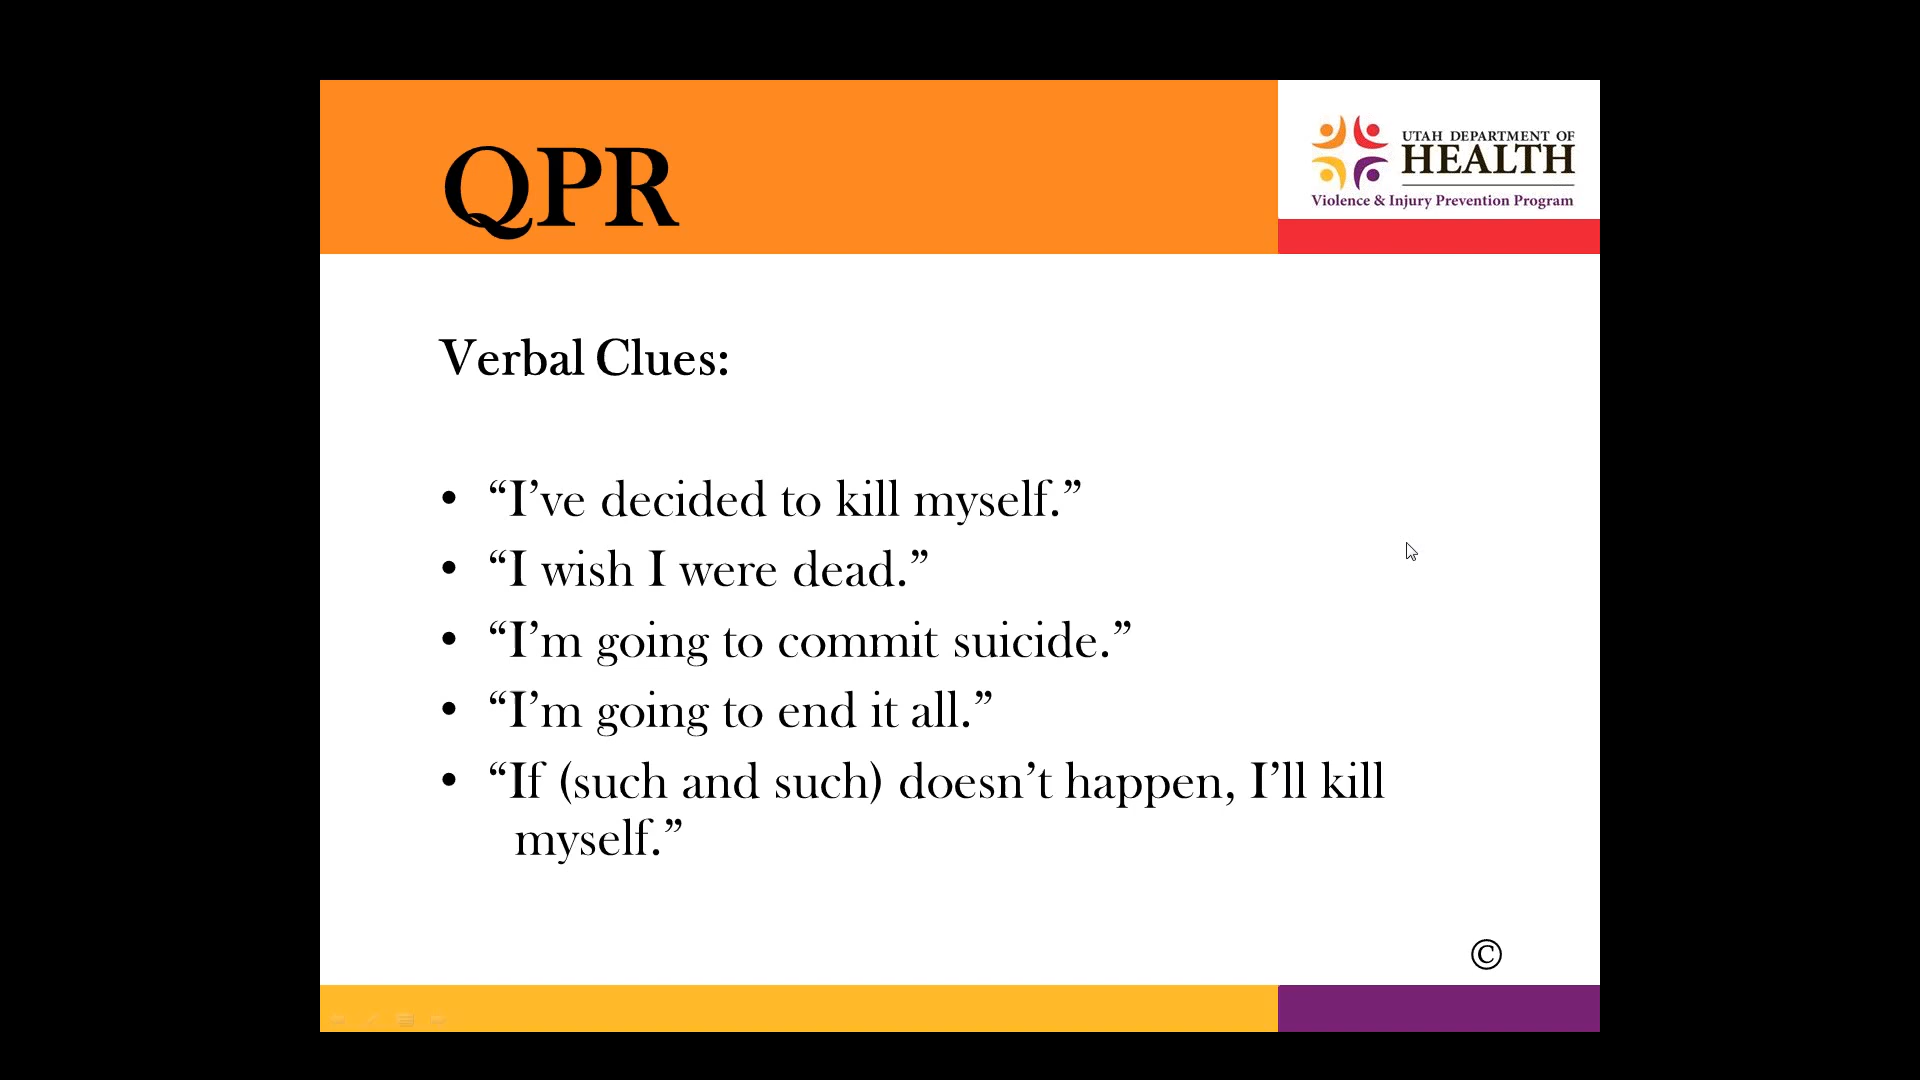 QPR
UTAH DEPARTMENT OF
HEALTH
Violence & Injury Prevention Program
Verbal Clues:
• “I’ve decided to kill myself.”
• “I wish I were dead.”
• “I’m going to commit suicide.”
• “I’m going to end it all.”
• “If (such and such) doesn’t happen, I’ll kill
myself.”
©